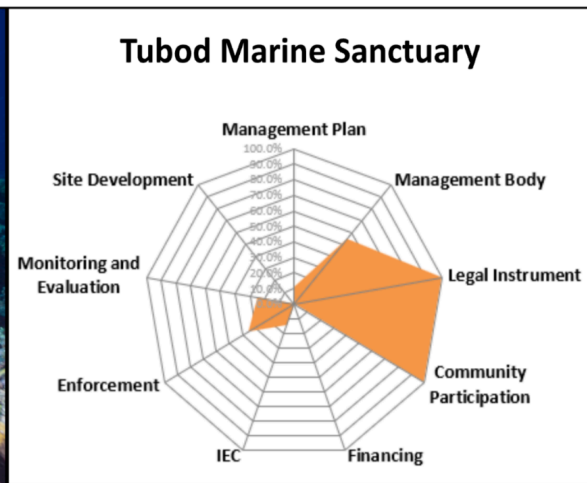 Tubod Marine Sanctuary
Management Plan
100.0%
90.0%
80.0%
70.0%
60.0%
50.0%
40.0%
30.0%
20.0%
10.0%
Site Development
Management Body
Monitoring and
Evaluation
Legal Instrument
Enforcement
Community
Participation
IEC
Financing